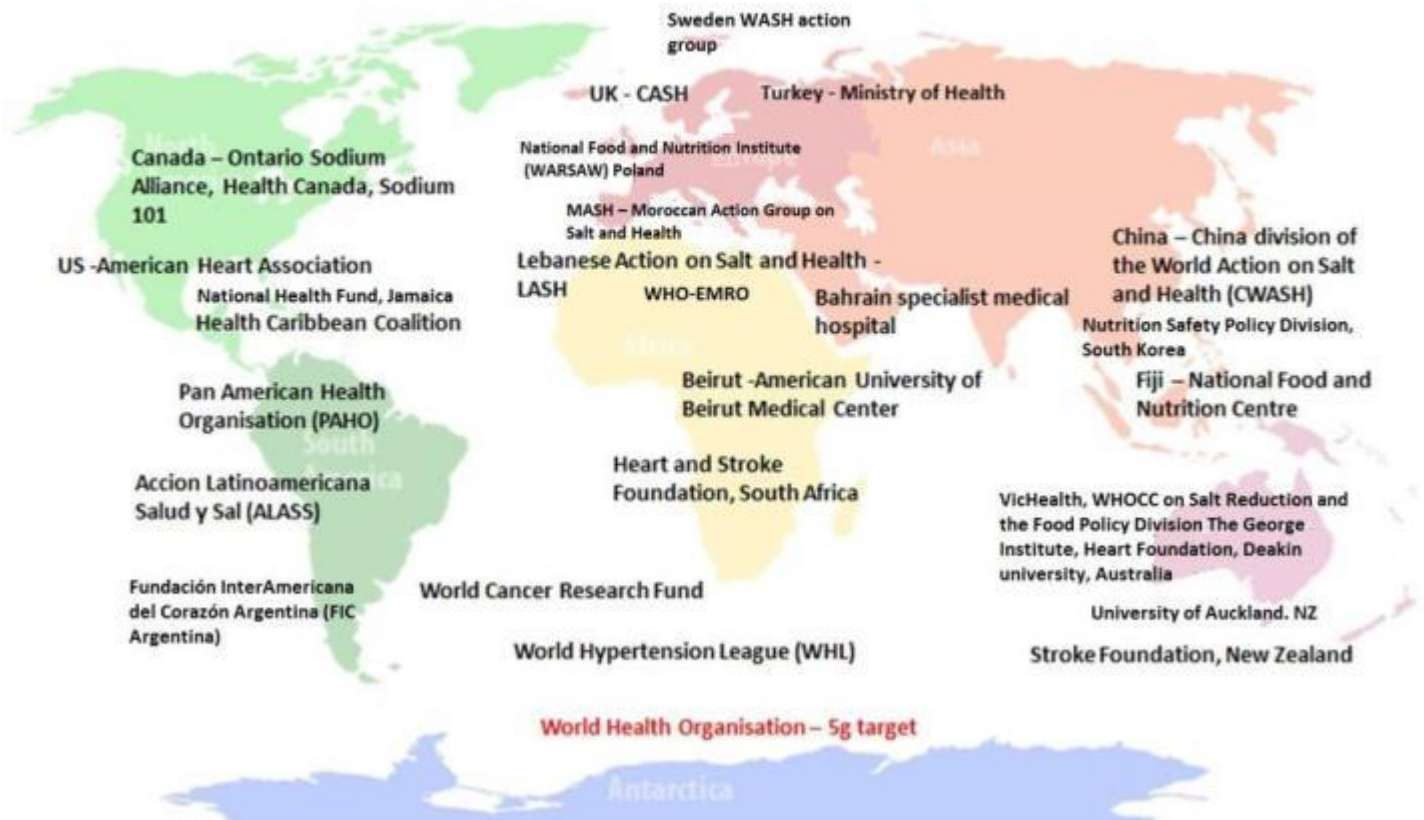 Sweden WASH action
group
UK - CASH
Turkey - Ministry of Health
North
Europe
Asia
National Food and Nutrition Institute
(WARSAW) Poland
Canada – Ontario Sodium
Alliance, Health Canada, Sodium
101
MASH – Moroccan Action Group on
Salt and Health
China – China division of
the World Action on Salt
and Health (CWASH)
US -American Heart Association
Lebanese Action on Salt and Health -
LASH
WHO-EMRO
National Health Fund, Jamaica
Health Caribbean Coalition
Bahrain specialist medical
hospital
Nutrition Safety Policy Division,
South Korea
Africa
Pan American Health
Organisation (PAHO)
Beirut -American University of
Beirut Medical Center
Fiji – National Food and
Nutrition Centre
South
America
Accion Latinoamericana
Salud y Sal (ALASS)
Heart and Stroke
Foundation, South Africa
VicHealth, WHOCC on Salt Reduction and
the Food Policy Division The George
Institute, Heart Foundation, Deakin
university, Australia
Fundación InterAmericana
del Corazón Argentina (FIC
Argentina)
World Cancer Research Fund
University of Auckland. NZ
World Hypertension League (WHL)
Stroke Foundation, New Zealand
World Health Organisation – 5g target
Antarctica